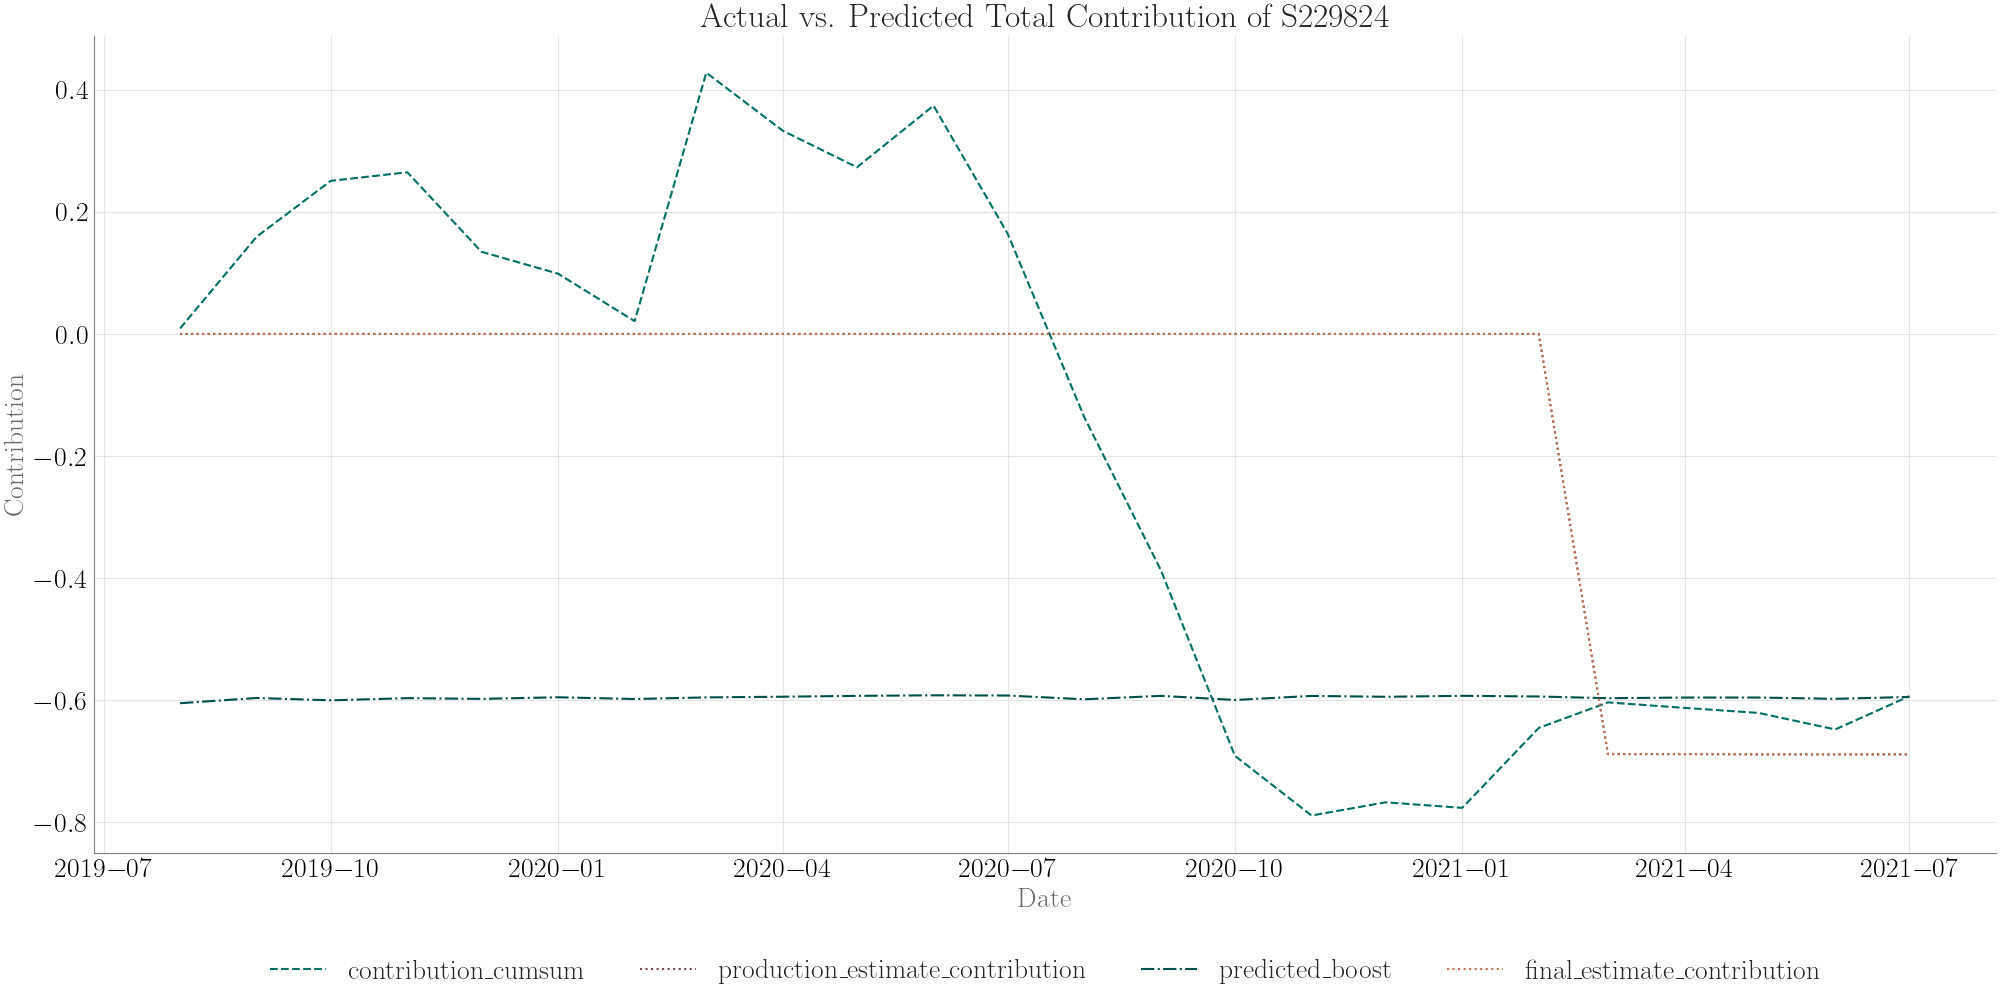 Actual vs. Predicted Total Contribution of S229824
Contribution
0.4
0.2
0.0
−0.2
−0.4
−0.6
−0.8
2019−07 2019−10 2020−01 2020−04 2020−07 2020−10 2021−01 2021−04 2021−07
Date
contribution_cumsum production_estimate_contribution predicted_boost final_estimate_contribution